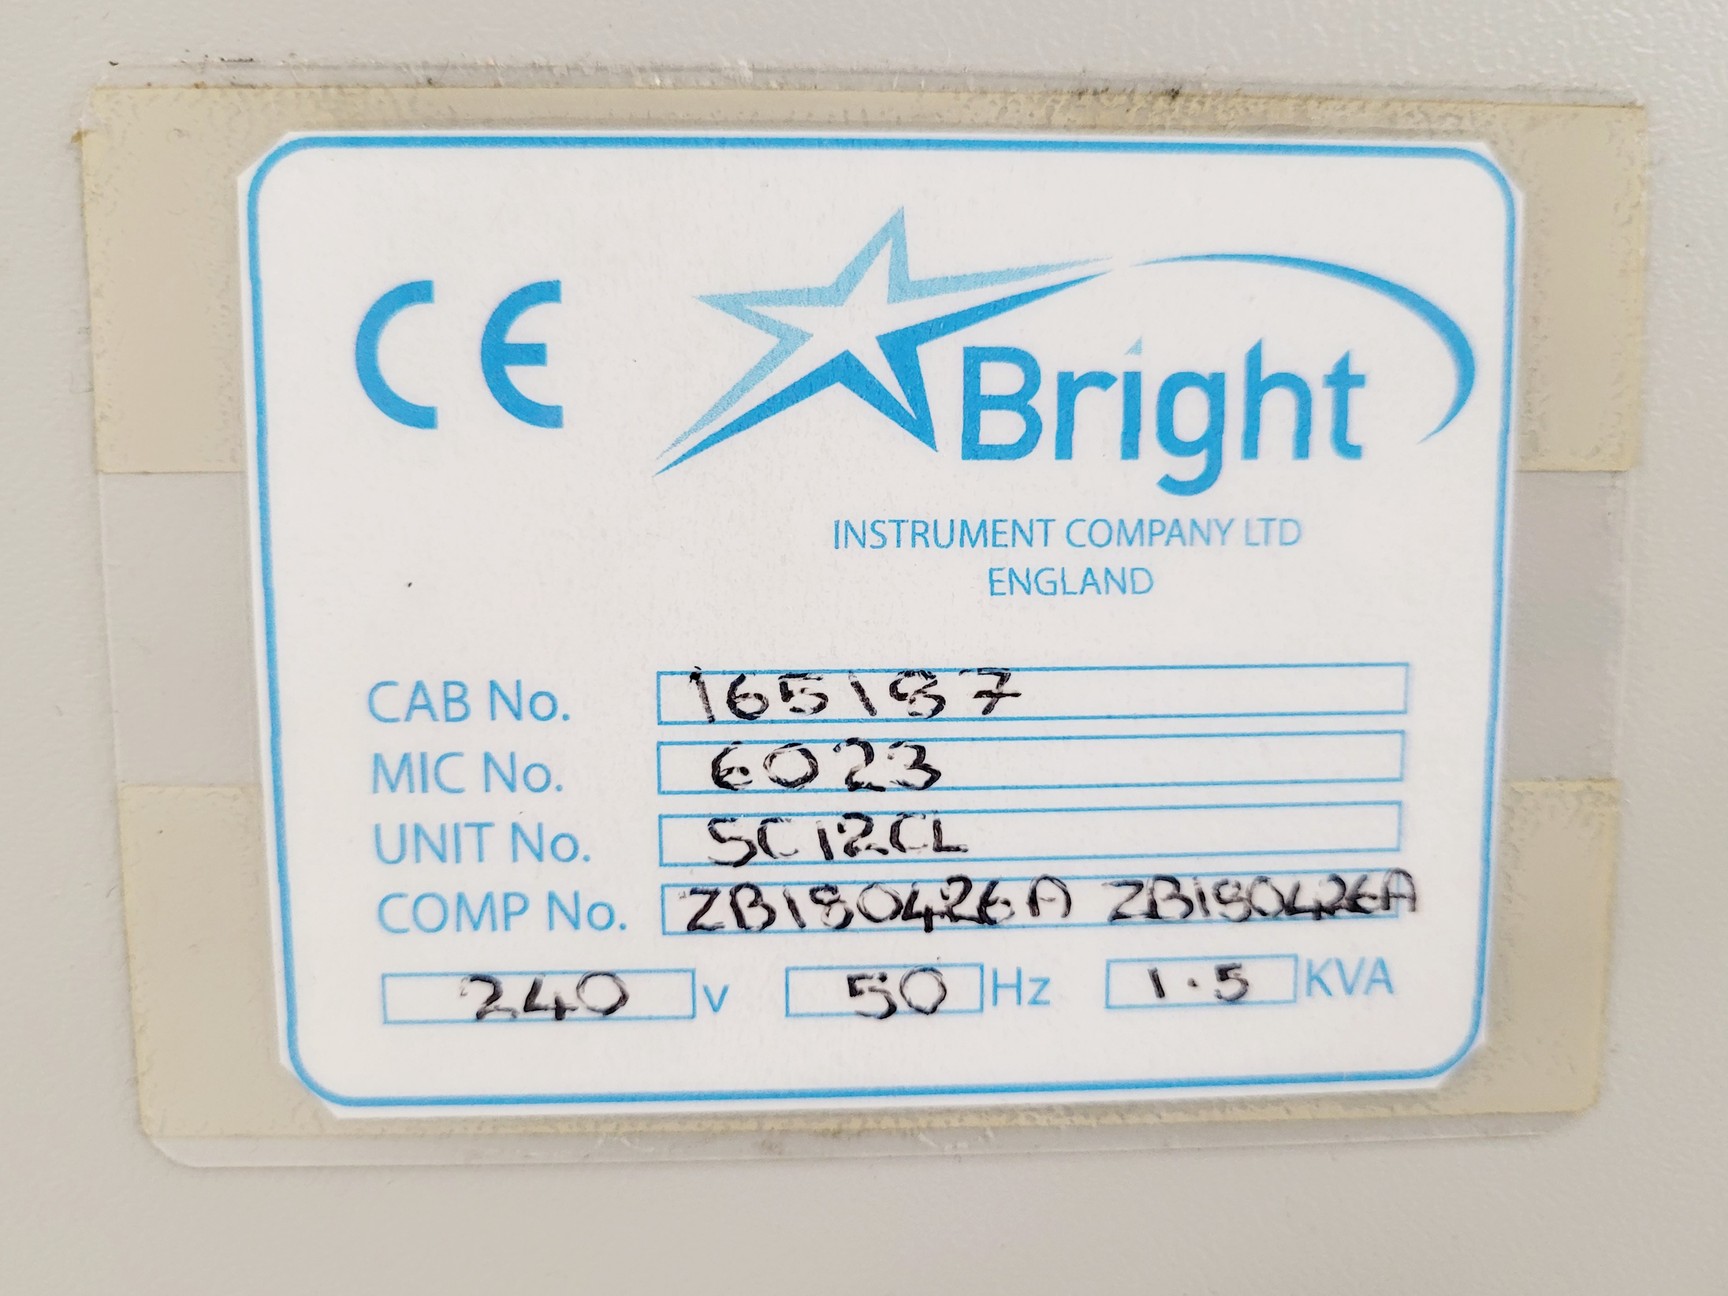 CE Bright
INSTRUMENT COMPANY LTD
ENGLAND
CAB No. 165187
MIC No. 6023
UNIT No. SC12CL
COMP No. ZB180426A ZB180426A
240 v 50 Hz 1.5 KVA